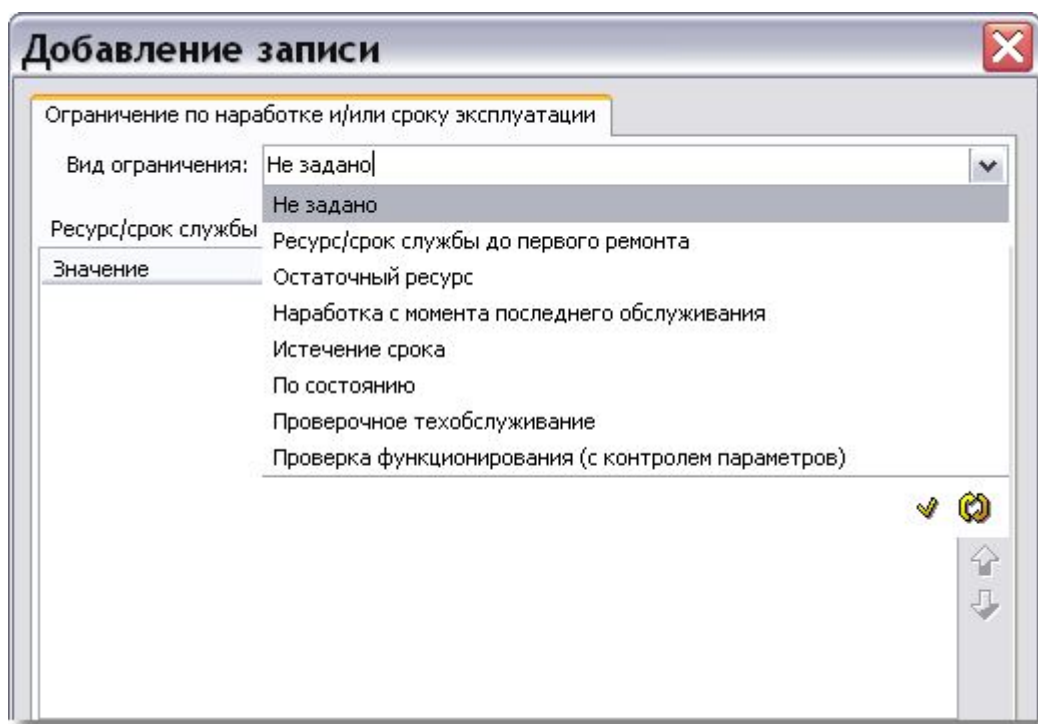 Добавление записи
Ограничение по наработке и/или сроку эксплуатации
Вид ограничения: Не задано
Не задано
Ресурс/срок службы
Ресурс/срок службы до первого ремонта
Значение
Остаточный ресурс
Наработка с момента последнего обслуживания
Истечение срока
По состоянию
Проверочное техобслуживание
Проверка функционирования (с контролем параметров)